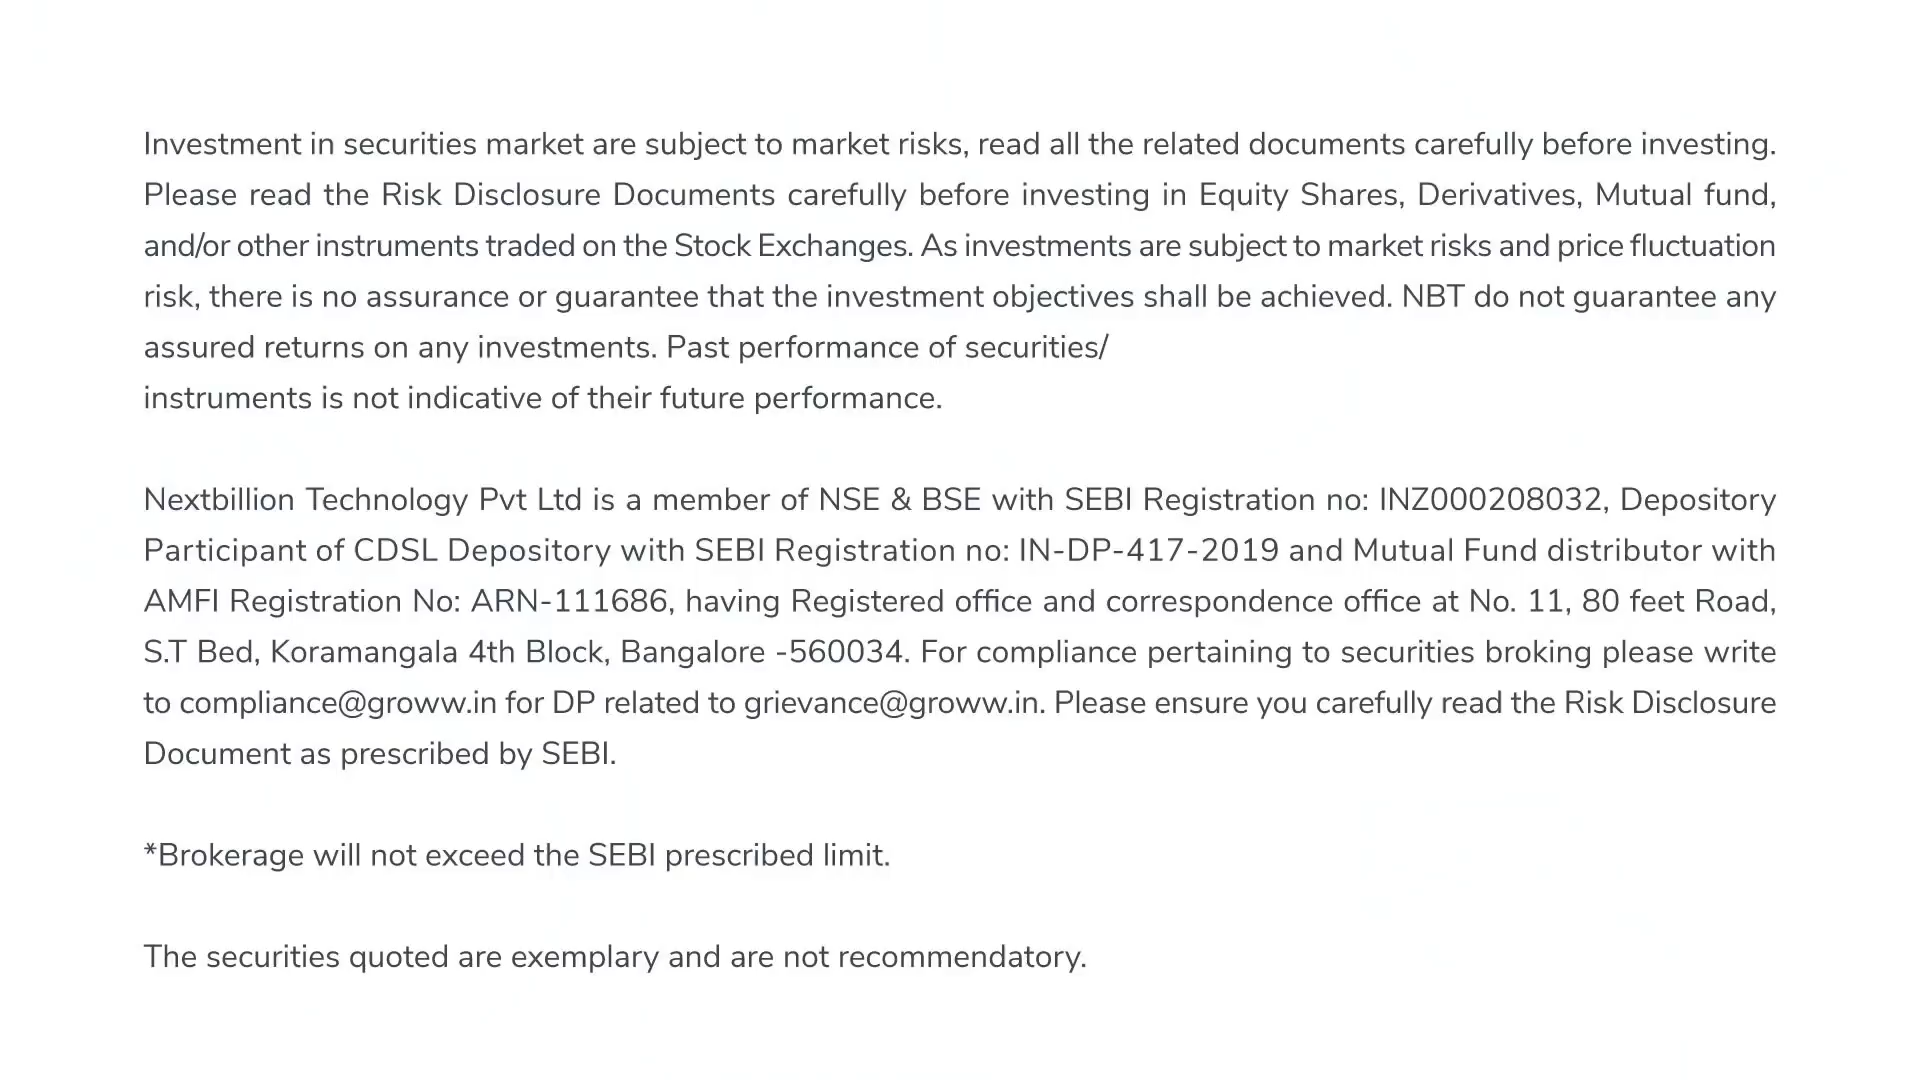 Investment in securities market are subject to market risks, read all the related documents carefully before investing.
Please read the Risk Disclosure Documents carefully before investing in Equity Shares, Derivatives, Mutual fund,
and/or other instruments traded on the Stock Exchanges. As investments are subject to market risks and price fluctuation
risk, there is no assurance or guarantee that the investment objectives shall be achieved. NBT do not guarantee any
assured returns on any investments. Past performance of securities/
instruments is not indicative of their future performance.
Nextbillion Technology Pvt Ltd is a member of NSE & BSE with SEBI Registration no: INZ000208032, Depository
Participant of CDSL Depository with SEBI Registration no: IN-DP-417-2019 and Mutual Fund distributor with
AMFI Registration No: ARN-111686, having Registered office and correspondence office at No. 11, 80 feet Road,
S.T Bed, Koramangala 4th Block, Bangalore -560034. For compliance pertaining to securities broking please write
to compliance@groww.in for DP related to grievance@groww.in. Please ensure you carefully read the Risk Disclosure
Document as prescribed by SEBI.
*Brokerage will not exceed the SEBI prescribed limit.
The securities quoted are exemplary and are not recommendatory.